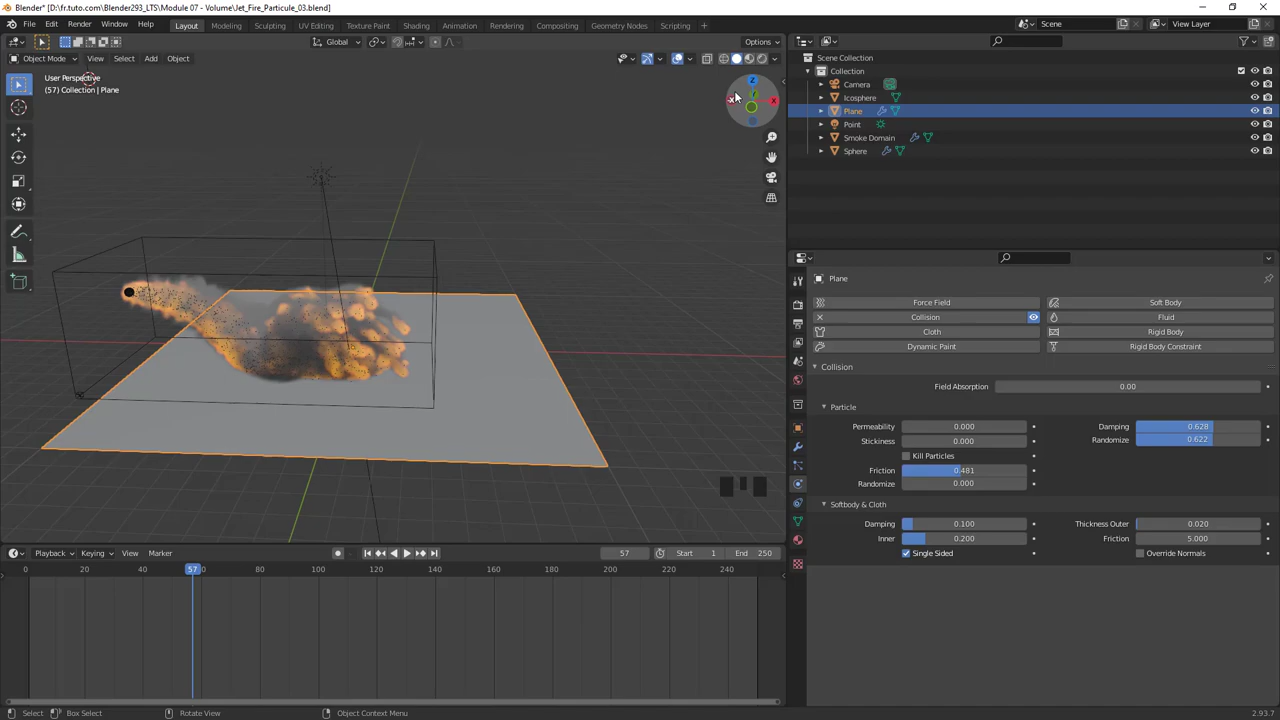 Blender* [D:\fr.tuto.com\Blender293_LTS\Module 07 - Volume\Jet_Fire_Particule_03.blend]
File Edit Render Window Help Layout Modeling Sculpting UV Editing Texture Paint Shading Animation Rendering Compositing Geometry Nodes Scripting Scene View Layer
Global Options
Object Mode View Select Add Object
User Perspective
(57) Collection | Plane
Z
X
Scene Collection
Collection
Camera
Icosphere
Plane
Point
Smoke Domain
Sphere
Plane
Force Field Soft Body
Collision Fluid
Cloth Rigid Body
Dynamic Paint Rigid Body Constraint
Collision
Field Absorption 0.00
Particle
Permeability 0.000 Damping 0.628
Stickiness 0.000 Randomize 0.622
Kill Particles
Friction 0.481
Randomize 0.000
Softbody & Cloth
Damping 0.100 Thickness Outer 0.020
Inner 0.200 Friction 5.000
Single Sided Override Normals
Playback Keying View Marker 57 Start 1 End 250
0 20 40 57 80 100 120 140 160 180 200 220 240
Select Box Select Rotate View Object Context Menu 2.93.7